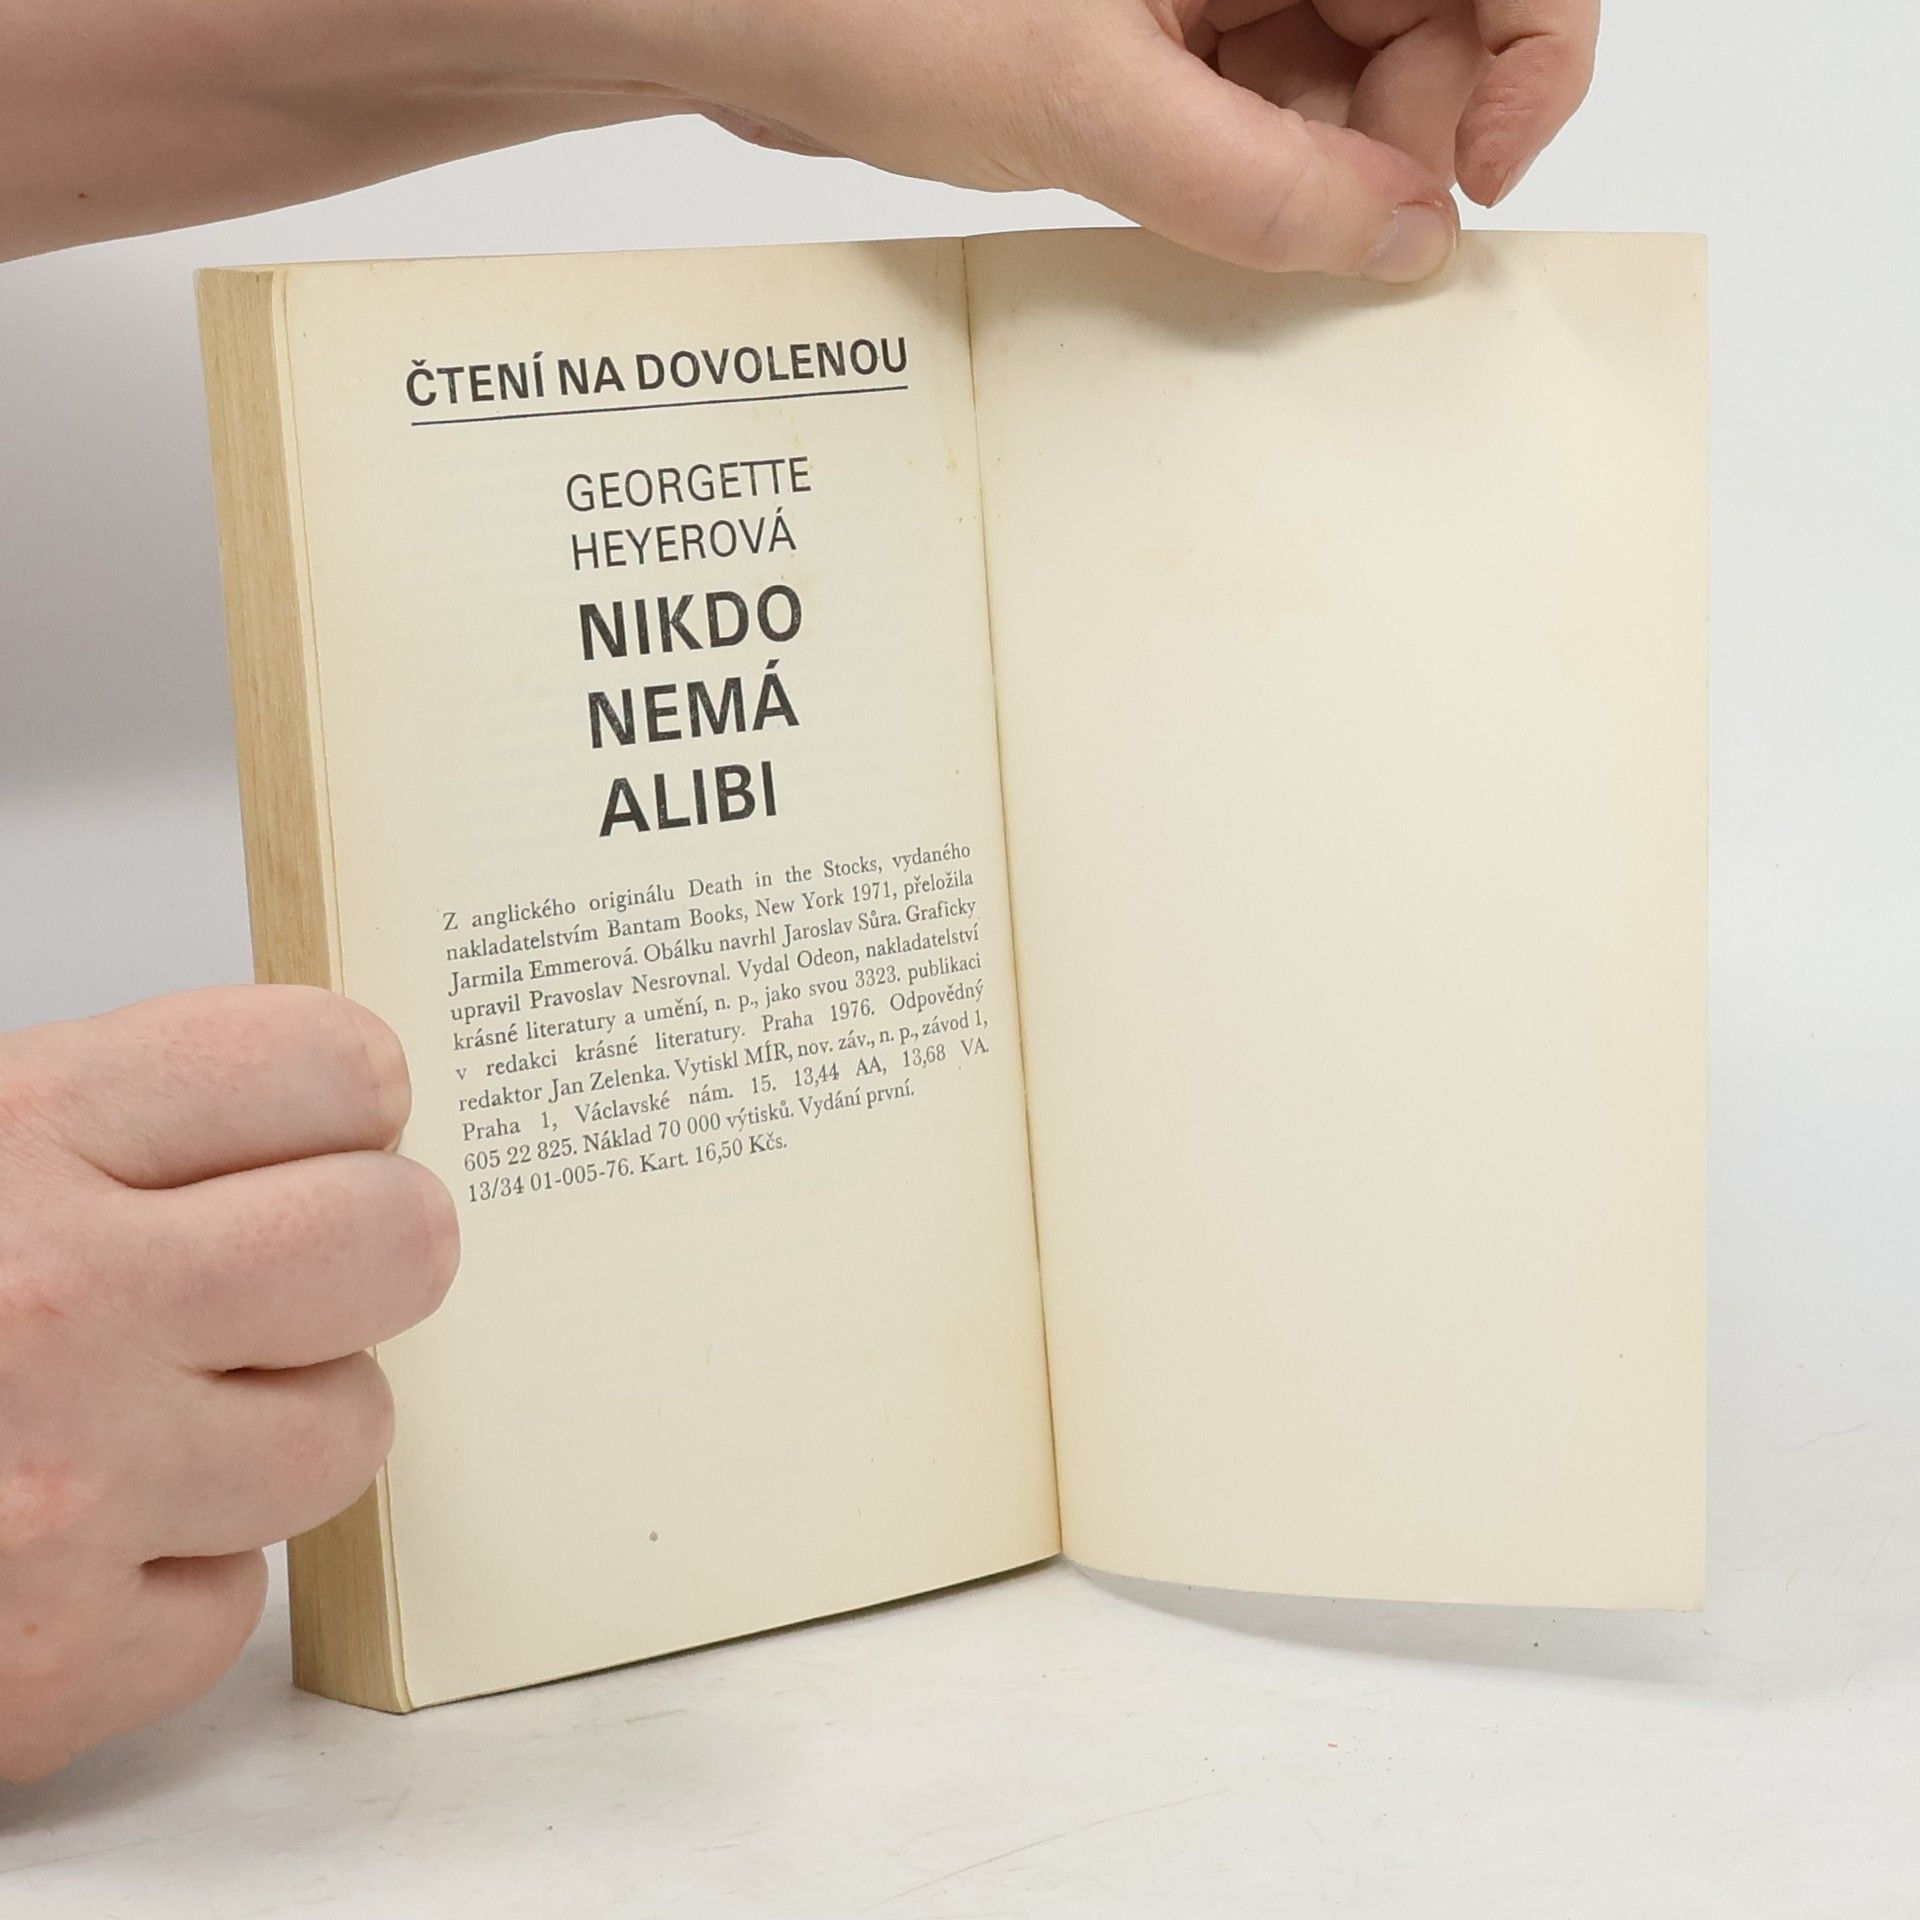 ČTENÍ NA DOVOLENOU
GEORGETTE
HEYEROVÁ
NIKDO
NEMÁ
ALIBI
Z anglického originálu Death in the Stocks, vydaného
nakladatelstvím Bantam Books, New York 1971, přeložila
Jarmila Emmerová. Obálku navrhl Jaroslav Sůra. Graficky
upravil Pravoslav Nesrovnal. Vydal Odeon, nakladatelství
krásné literatury a umění, n. p., jako svou 3323. publikaci
v redakci krásné literatury. Praha 1976. Odpovědný
redaktor Jan Zelenka. Vytiskl MÍR, nov. záv., n. p., závod 1,
Praha 1, Václavské nám. 15. 13,44 AA, 13,68 VA.
605 22 825. Náklad 70 000 výtisků. Vydání první.
13/34 01-005-76. Kart. 16,50 Kčs.